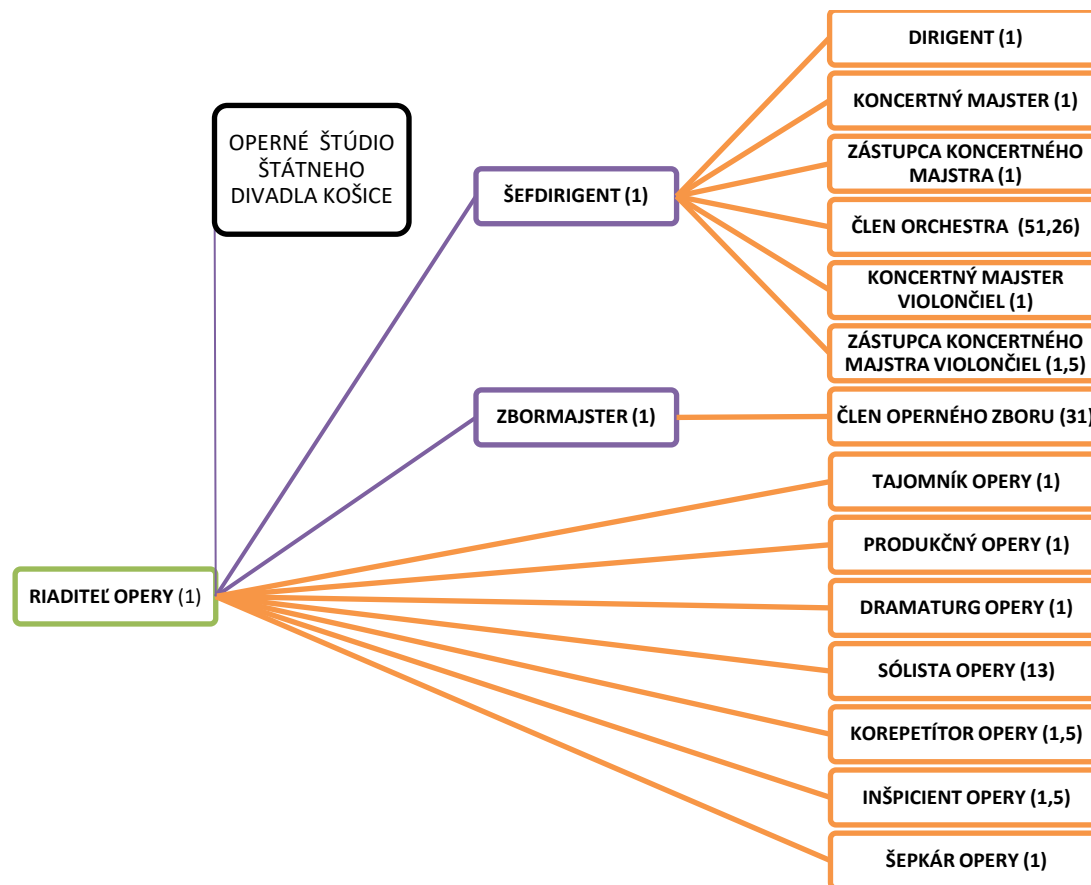 DIRIGENT (1)
KONCERTNÝ MAJSTER (1)
OPERNÉ ŠTÚDIO
ŠTÁTNEHO
DIVADLA KOŠICE
ZÁSTUPCA KONCERTNÉHO
MAJSTRA (1)
ŠEFDIRIGENT (1)
ČLEN ORCHESTRA (51,26)
KONCERTNÝ MAJSTER
VIOLONČIEL (1)
ZÁSTUPCA KONCERTNÉHO
MAJSTRA VIOLONČIEL (1,5)
ZBORMAJSTER (1)
ČLEN OPERNÉHO ZBORU (31)
TAJOMNÍK OPERY (1)
PRODUKČNÝ OPERY (1)
RIADITEĽ OPERY (1)
DRAMATURG OPERY (1)
SÓLISTA OPERY (13)
KOREPETÍTOR OPERY (1,5)
INŠPICIENT OPERY (1,5)
ŠEPKÁR OPERY (1)